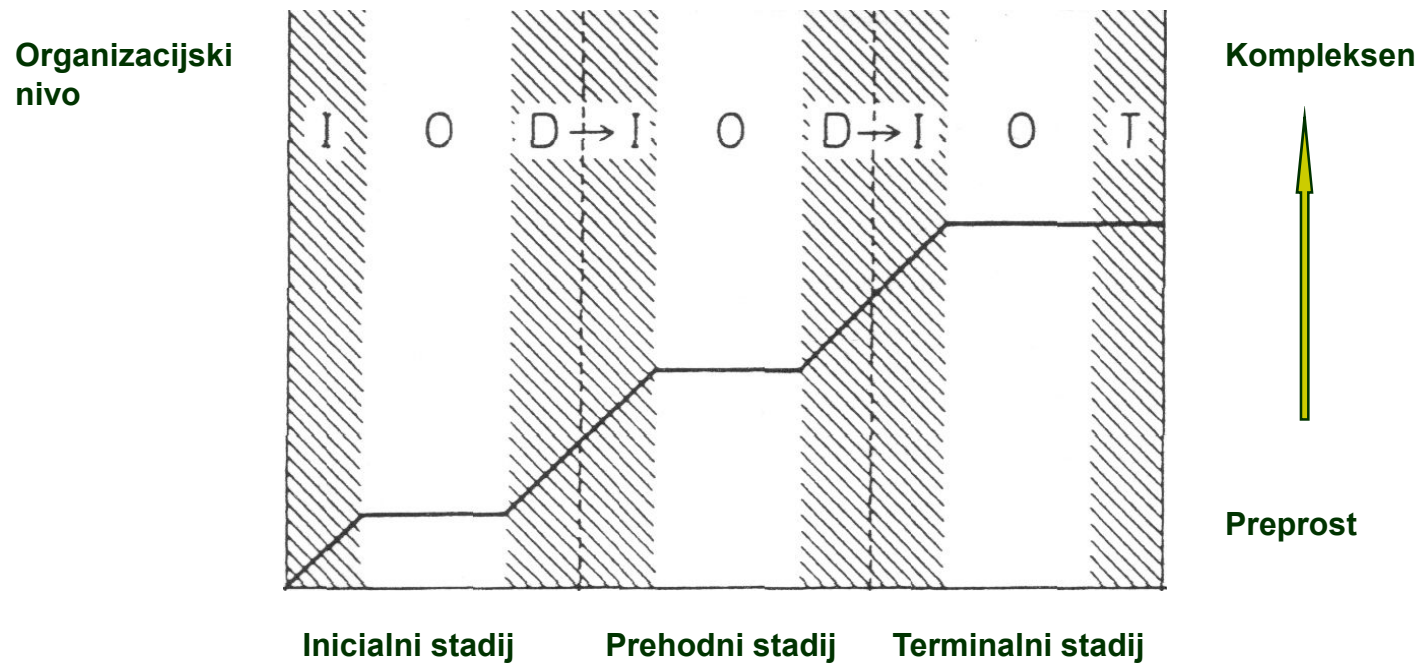 Organizacijski
nivo
Kompleksen
I O D → I O D → I O T
Preprost
Inicialni stadij Prehodni stadij Terminalni stadij